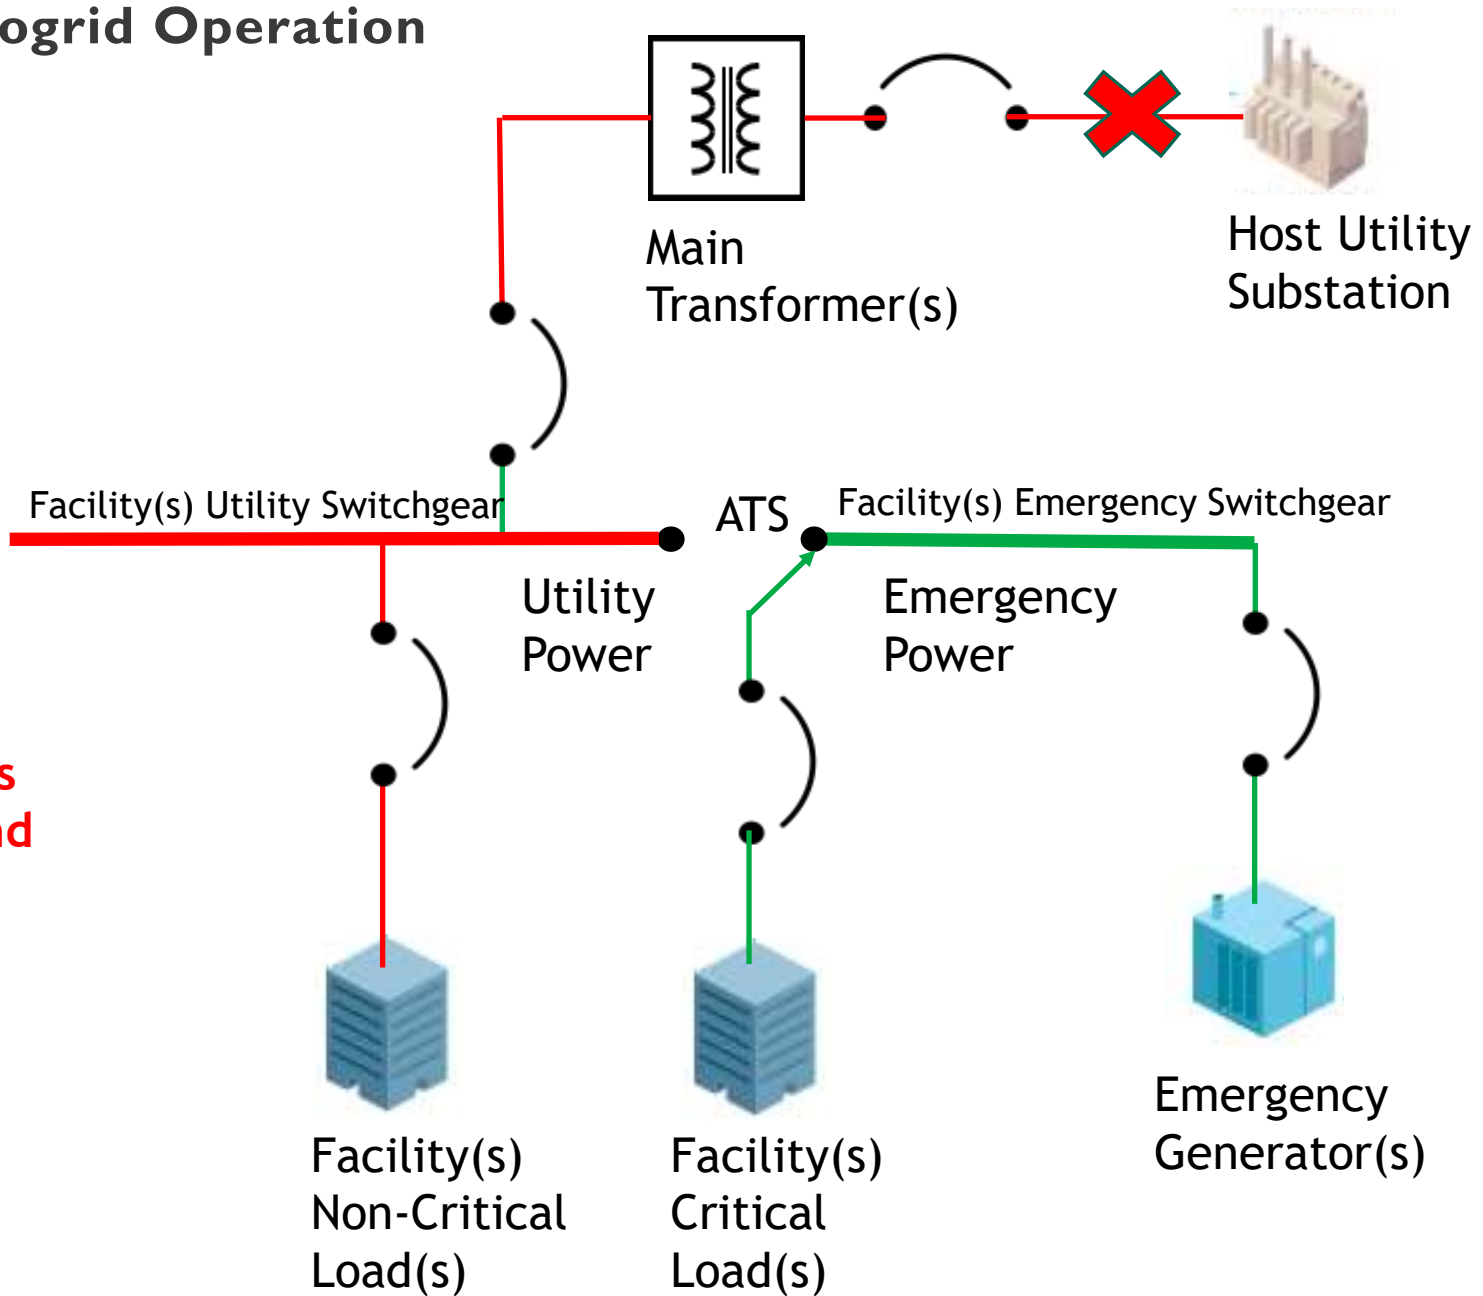 ogrid Operation
Host Utility
Substation
Main
Transformer(s)
Facility(s) Utility Switchgear
ATS
Facility(s) Emergency Switchgear
Utility
Power
Emergency
Power
s
nd
Emergency
Generator(s)
Facility(s)
Non-Critical
Load(s)
Facility(s)
Critical
Load(s)